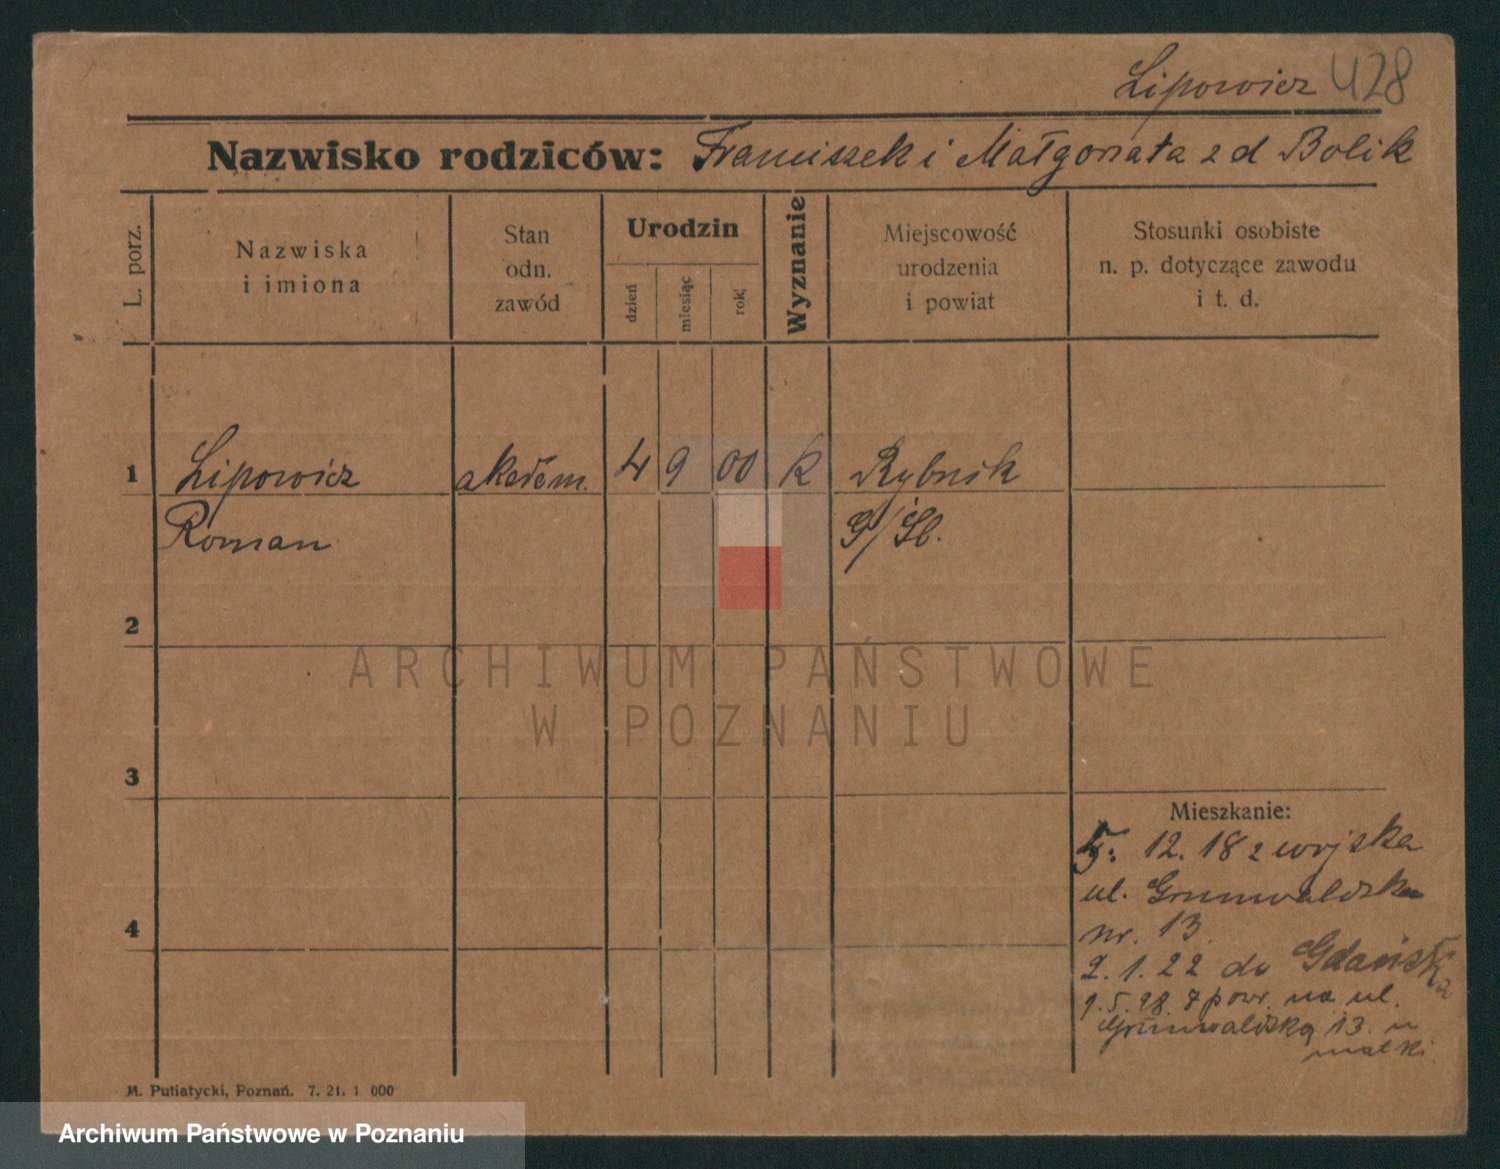 Lipowicz 428
Nazwisko rodziców: Franciszek i Małgorzata z d Bolik
L. porz.
Nazwiska
i imiona
Stan
odn.
zawód
Urodzin
dzień
miesiąc
rok
Wyznanie
Miejscowość
urodzenia
i powiat
Stosunki osobiste
n. p. dotyczące zawodu
i t. d.
1 Lipowicz akadem. 4 9 00 k Rybnik
Roman G/Śl.
2
ARCHIWUM PAŃSTWOWE
W POZNANIU
3
Mieszkanie:
12. 18 z wojska
ul. Grunwaldzka
4
nr. 13.
2. 1. 22 do Gdańska
1. 5. 28. powr. na ul.
Grunwaldzką 13. u
matki.
M. Putiatycki, Poznań. 7. 21. 1 000
Archiwum Państwowe w Poznaniu